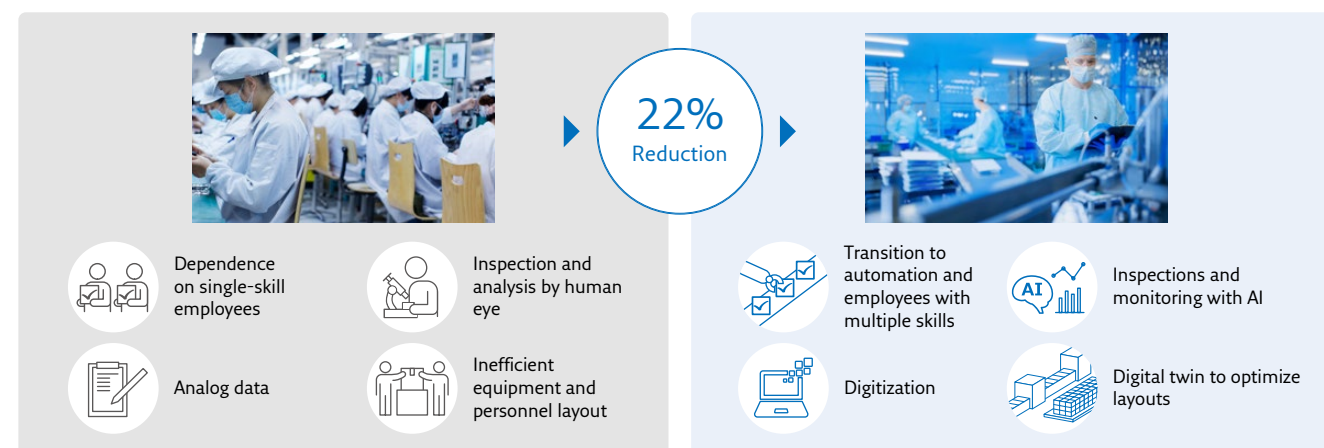 22%
Reduction
Dependence
on single-skill
employees
Inspection and
analysis by human
eye
Analog data
Inefficient
equipment and
personnel layout
Transition to
automation and
employees with
multiple skills
AI
Inspections and
monitoring with AI
Digitization
Digital twin to optimize
layouts